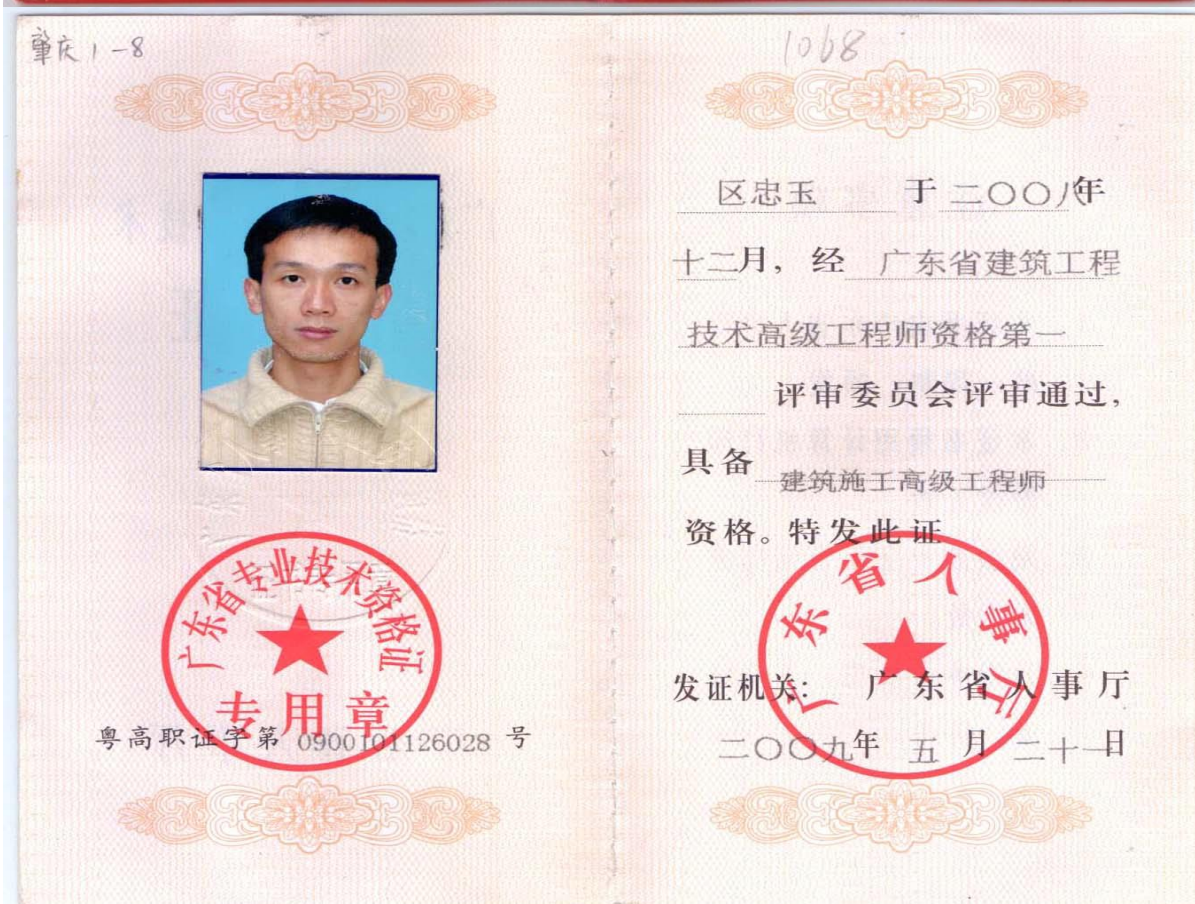 肇庆1-8
广东省专业技术资格证
专用章
粤高职证字第 0900101126028 号
1068
区忠玉 于 二〇〇八年
十二月，经 广东省建筑工程
技术高级工程师资格第一
评审委员会评审通过，
具备 建筑施工高级工程师
资格。特发此证
广东省人事厅
发证机关：广东省人事厅
二〇〇九年 五 月 二十一日